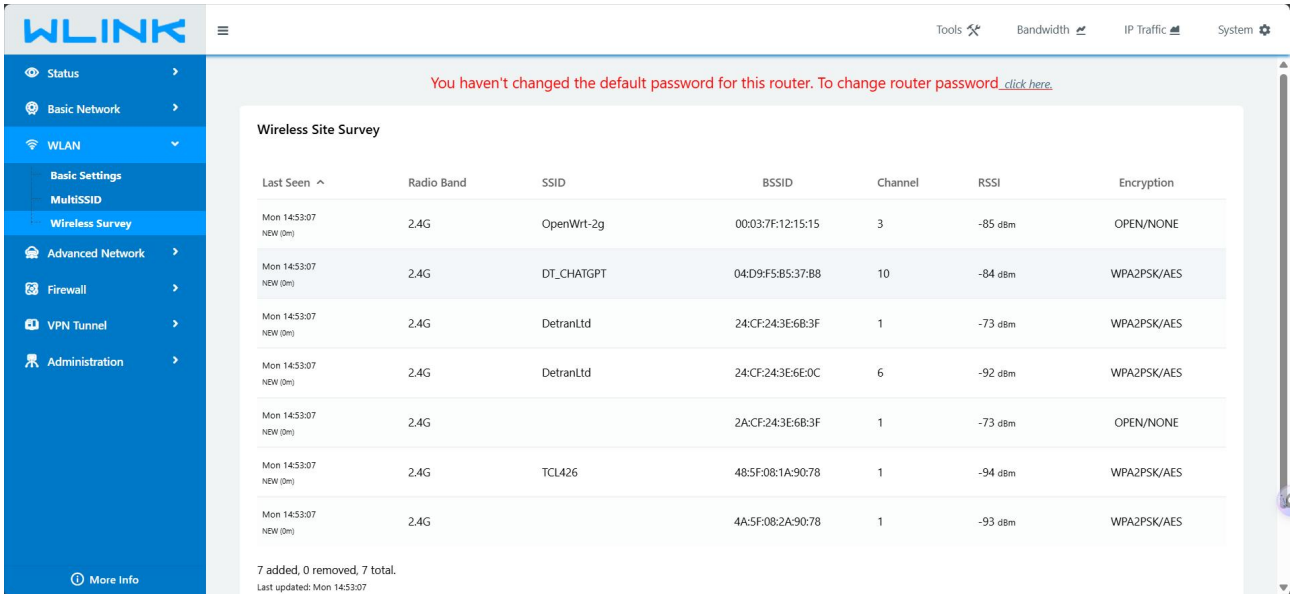 WLINK
Tools
Bandwidth
IP Traffic
System
Status
Basic Network
WLAN
Basic Settings
MultiSSID
Wireless Survey
Advanced Network
Firewall
VPN Tunnel
Administration
More Info
You haven't changed the default password for this router. To change router password click here.
Wireless Site Survey
Last Seen Radio Band SSID BSSID Channel RSSI Encryption
Mon 14:53:07
NEW (0m) 2.4G OpenWrt-2g 00:03:7F:12:15:15 3 -85 dBm OPEN/NONE
Mon 14:53:07
NEW (0m) 2.4G DT_CHATGPT 04:D9:F5:B5:37:B8 10 -84 dBm WPA2PSK/AES
Mon 14:53:07
NEW (0m) 2.4G DetranLtd 24:CF:24:3E:6B:3F 1 -73 dBm WPA2PSK/AES
Mon 14:53:07
NEW (0m) 2.4G DetranLtd 24:CF:24:3E:6E:0C 6 -92 dBm WPA2PSK/AES
Mon 14:53:07
NEW (0m) 2.4G 2A:CF:24:3E:6B:3F 1 -73 dBm OPEN/NONE
Mon 14:53:07
NEW (0m) 2.4G TCL426 48:5F:08:1A:90:78 1 -94 dBm WPA2PSK/AES
Mon 14:53:07
NEW (0m) 2.4G 4A:5F:08:2A:90:78 1 -93 dBm WPA2PSK/AES
7 added, 0 removed, 7 total.
Last updated: Mon 14:53:07